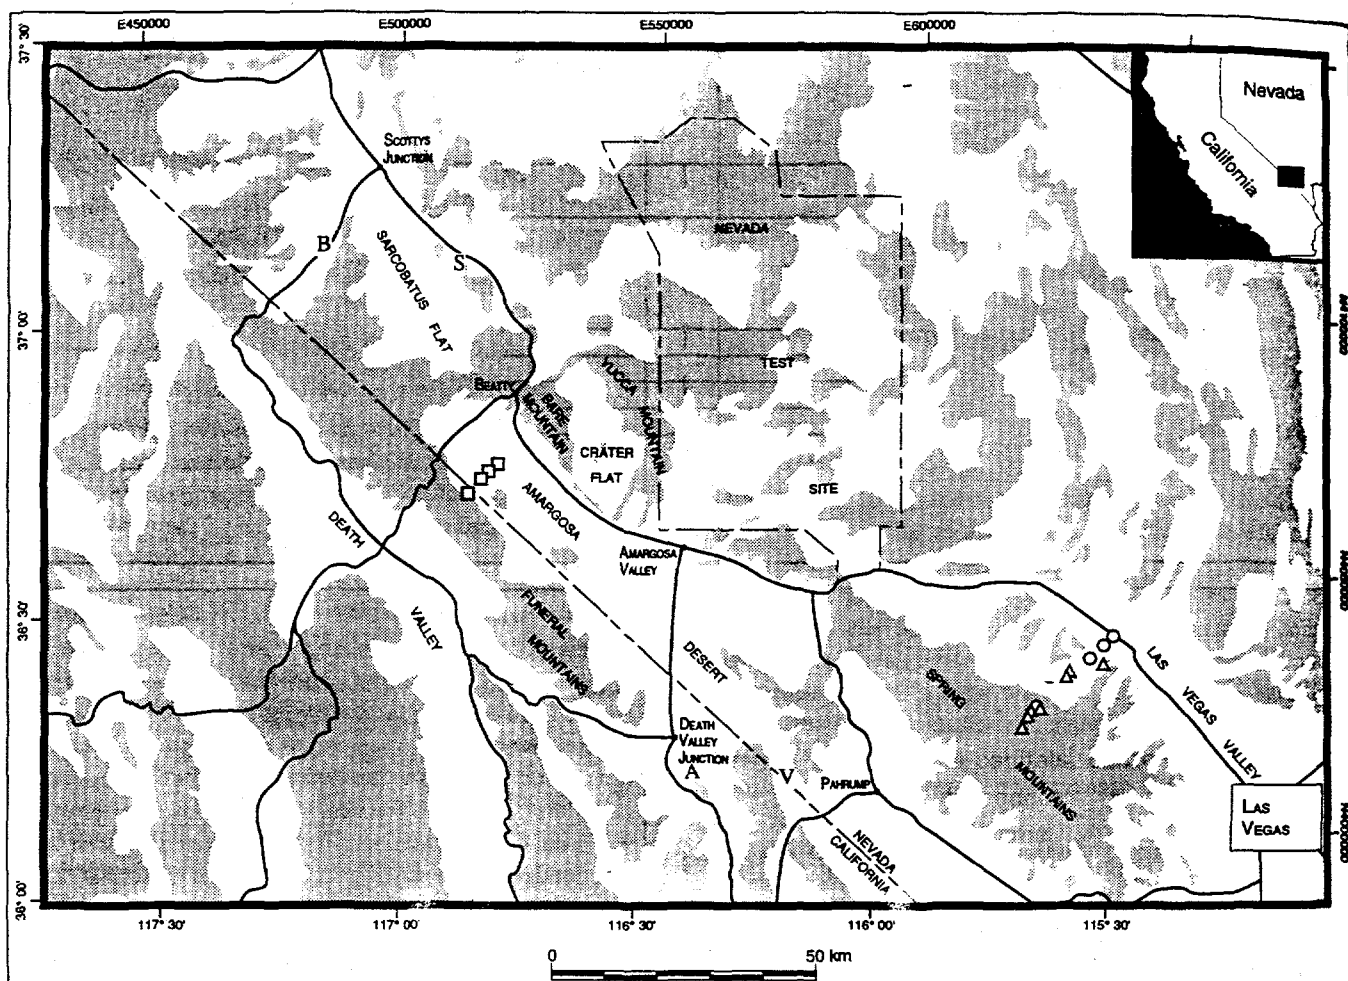 E450000
E500000
E550000
E600000
37° 30'
Nevada
California
SCOTTYS
JUNCTION
NEVADA
B
S
SARCOBATUS FLAT
37° 00'
TEST
BEATTY
YUCCA MOUNTAIN
BARE
MOUNTAIN
CRÄTER
FLAT
SITE
AMARGOSA
DEATH
AMARGOSA
VALLEY
FUNERAL
MOUNTAINS
VALLEY
36° 30'
DESERT
SPRING
LAS VEGAS VALLEY
DEATH
VALLEY
JUNCTION
A
V
PAHRUMP
MOUNTAINS
LAS
VEGAS
NEVADA
CALIFORNIA
36° 00'
117° 30'
117° 00'
116° 30'
116° 00'
115° 30'
0
50 km